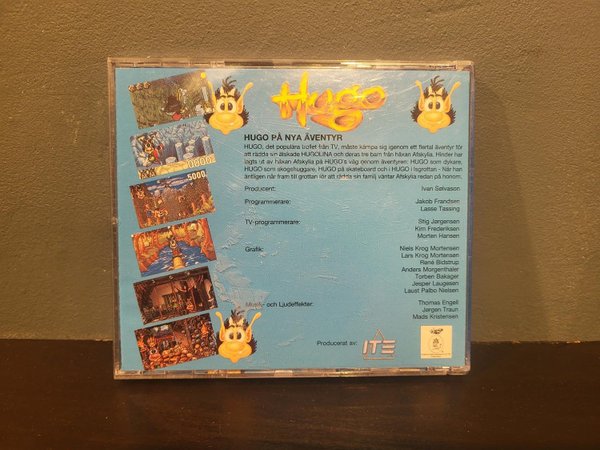 Hugo
HUGO PÅ NYA ÄVENTYR
HUGO, det populära trollet från TV, måste kämpa sig igenom ett flertal äventyr för
att rädda sin älskade HUGOLINA och deras tre barn från häxan Afskylia. Hinder har
lagts ut av häxan Afskylia på HUGO's väg genom äventyren: HUGO som dykare,
HUGO som skogshuggare, HUGO på skateboard och i HUGO i Isgrottan - När han
äntligen når fram till grottan för att rädda sin familj väntar Afskylia redan på honom.
Producent: Ivan Sølvason
Programmerare: Jakob Frandsen
Lasse Tassing
TV-programmerare: Stig Jørgensen
Kim Frederiksen
Morten Hansen
Grafik: Niels Krog Mortensen
Lars Krog Mortensen
René Bidstrup
Anders Morgenthaler
Torben Bakager
Jesper Laugesen
Laust Palbo Nielsen
Musik- och Ljudeffekter: Thomas Engell
Jørgen Traun
Mads Kristensen
Producerat av: ITE
5000